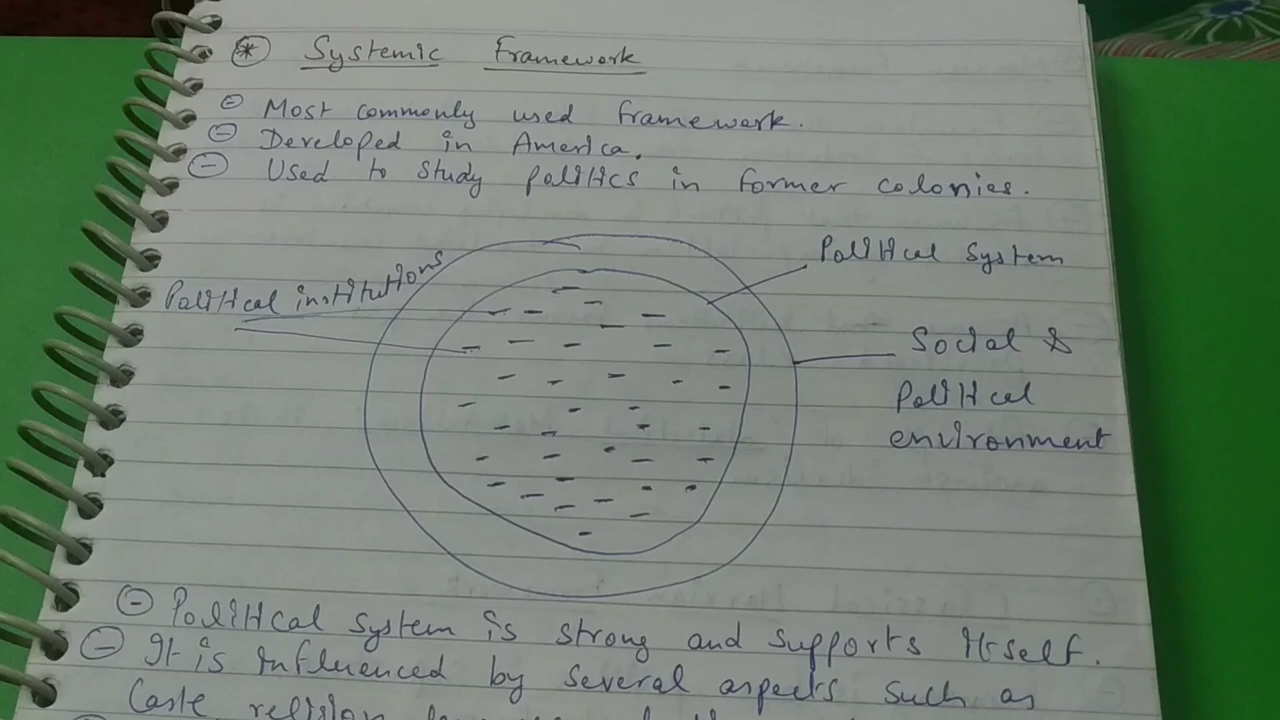 Systemic Framework
Most commonly used framework.
Developed in America.
Used to study politics in former colonies.
Political institutions
Political System
Social &
Political
environment
Political system is strong and supports itself.
It is influenced by several aspects such as
Caste religion